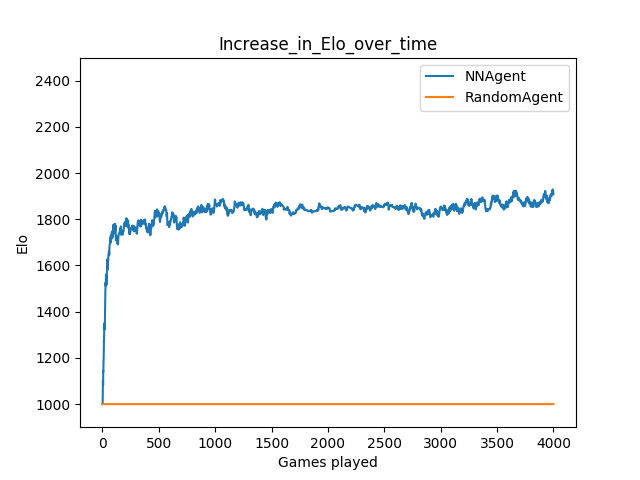 Increase_in_Elo_over_time
NNAgent
RandomAgent
2400
2200
2000
1800
1600
1400
1200
1000
Elo
0 500 1000 1500 2000 2500 3000 3500 4000
Games played